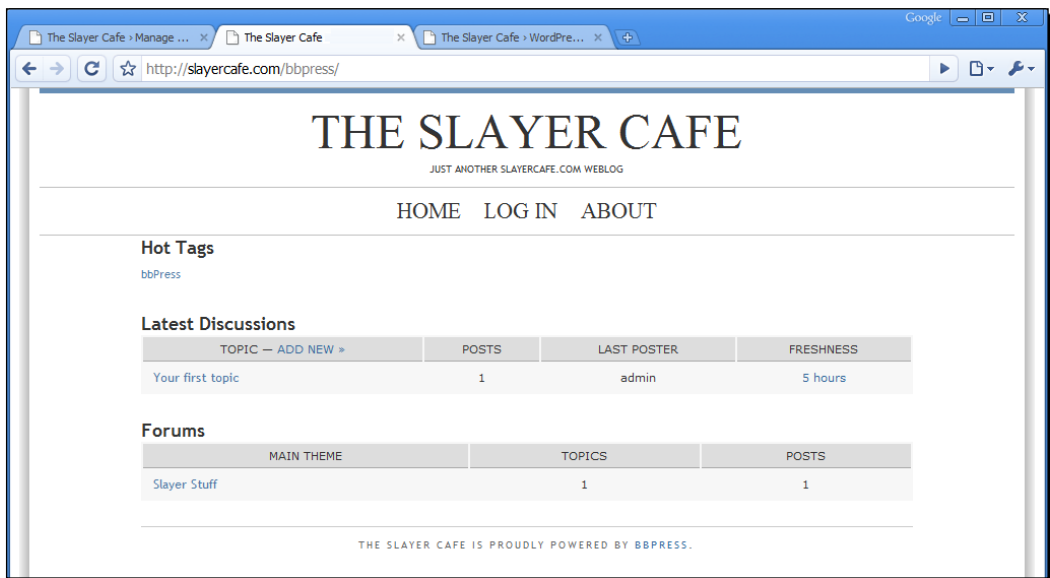 Google
The Slayer Cafe › Manage ... The Slayer Cafe The Slayer Cafe › WordPre...
http://slayercafe.com/bbpress/
THE SLAYER CAFE
JUST ANOTHER SLAYERCAFE.COM WEBLOG
HOME LOG IN ABOUT
Hot Tags
bbPress
Latest Discussions
TOPIC — ADD NEW » POSTS LAST POSTER FRESHNESS
Your first topic 1 admin 5 hours
Forums
MAIN THEME TOPICS POSTS
Slayer Stuff 1 1
THE SLAYER CAFE IS PROUDLY POWERED BY BBPRESS.